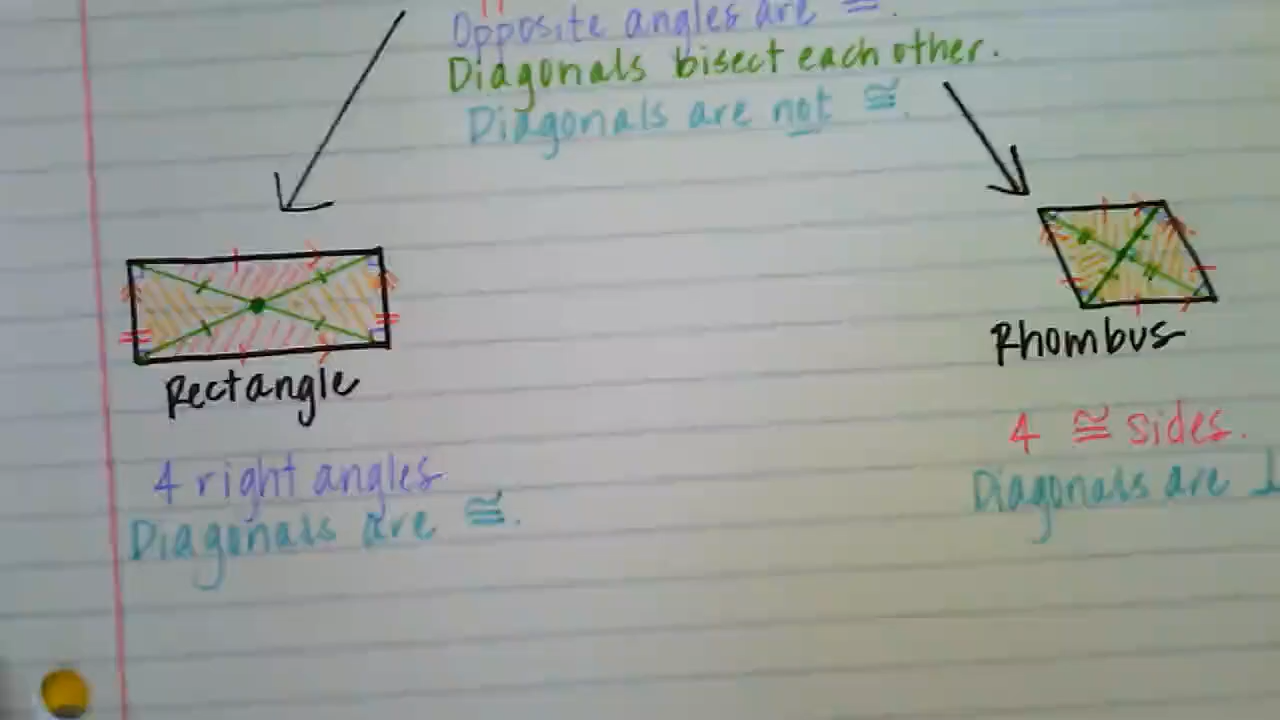 Opposite angles are ≅.
Diagonals bisect each other.
Diagonals are not ≅.
Rectangle
Rhombus
4 right angles
Diagonals are ≅.
4 ≅ sides.
Diagonals are ⊥